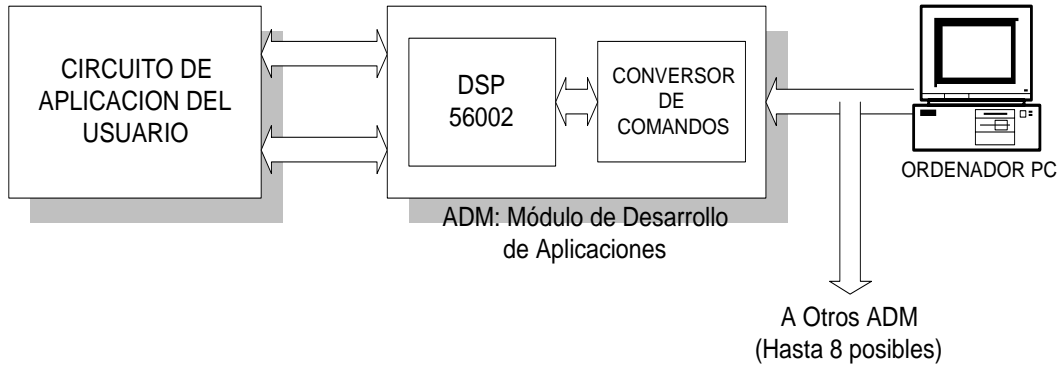 CIRCUITO DE
APLICACION DEL
USUARIO
DSP
56002
CONVERSOR
DE
COMANDOS
ORDENADOR PC
ADM: Módulo de Desarrollo
de Aplicaciones
A Otros ADM
(Hasta 8 posibles)